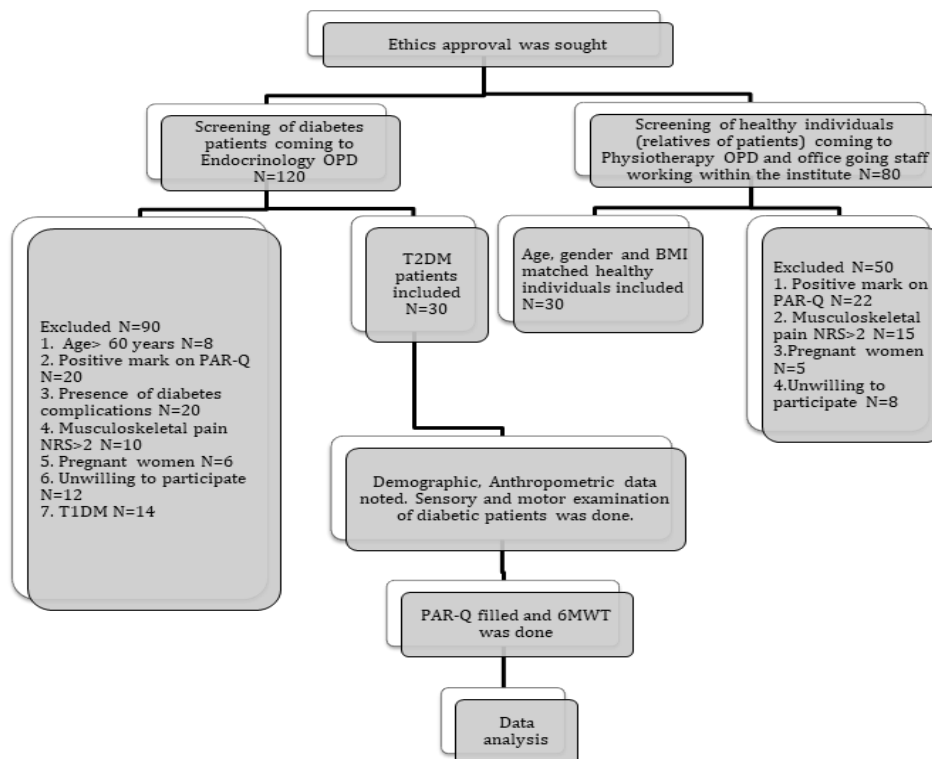 Ethics approval was sought
Screening of diabetes
patients coming to
Endocrinology OPD
N=120
Screening of healthy individuals
(relatives of patients) coming to
Physiotherapy OPD and office going staff
working within the institute N=80
Excluded N=90
1. Age> 60 years N=8
2. Positive mark on PAR-Q
N=20
3. Presence of diabetes
complications N=20
4. Musculoskeletal pain
NRS>2 N=10
5. Pregnant women N=6
6. Unwilling to participate
N=12
7. T1DM N=14
T2DM
patients
included
N=30
Age, gender and BMI
matched healthy
individuals included
N=30
Excluded N=50
1. Positive mark on
PAR-Q N=22
2. Musculoskeletal
pain NRS>2 N=15
3.Pregnant women
N=5
4.Unwilling to
participate N=8
Demographic, Anthropometric data
noted. Sensory and motor examination
of diabetic patients was done.
PAR-Q filled and 6MWT
was done
Data
analysis